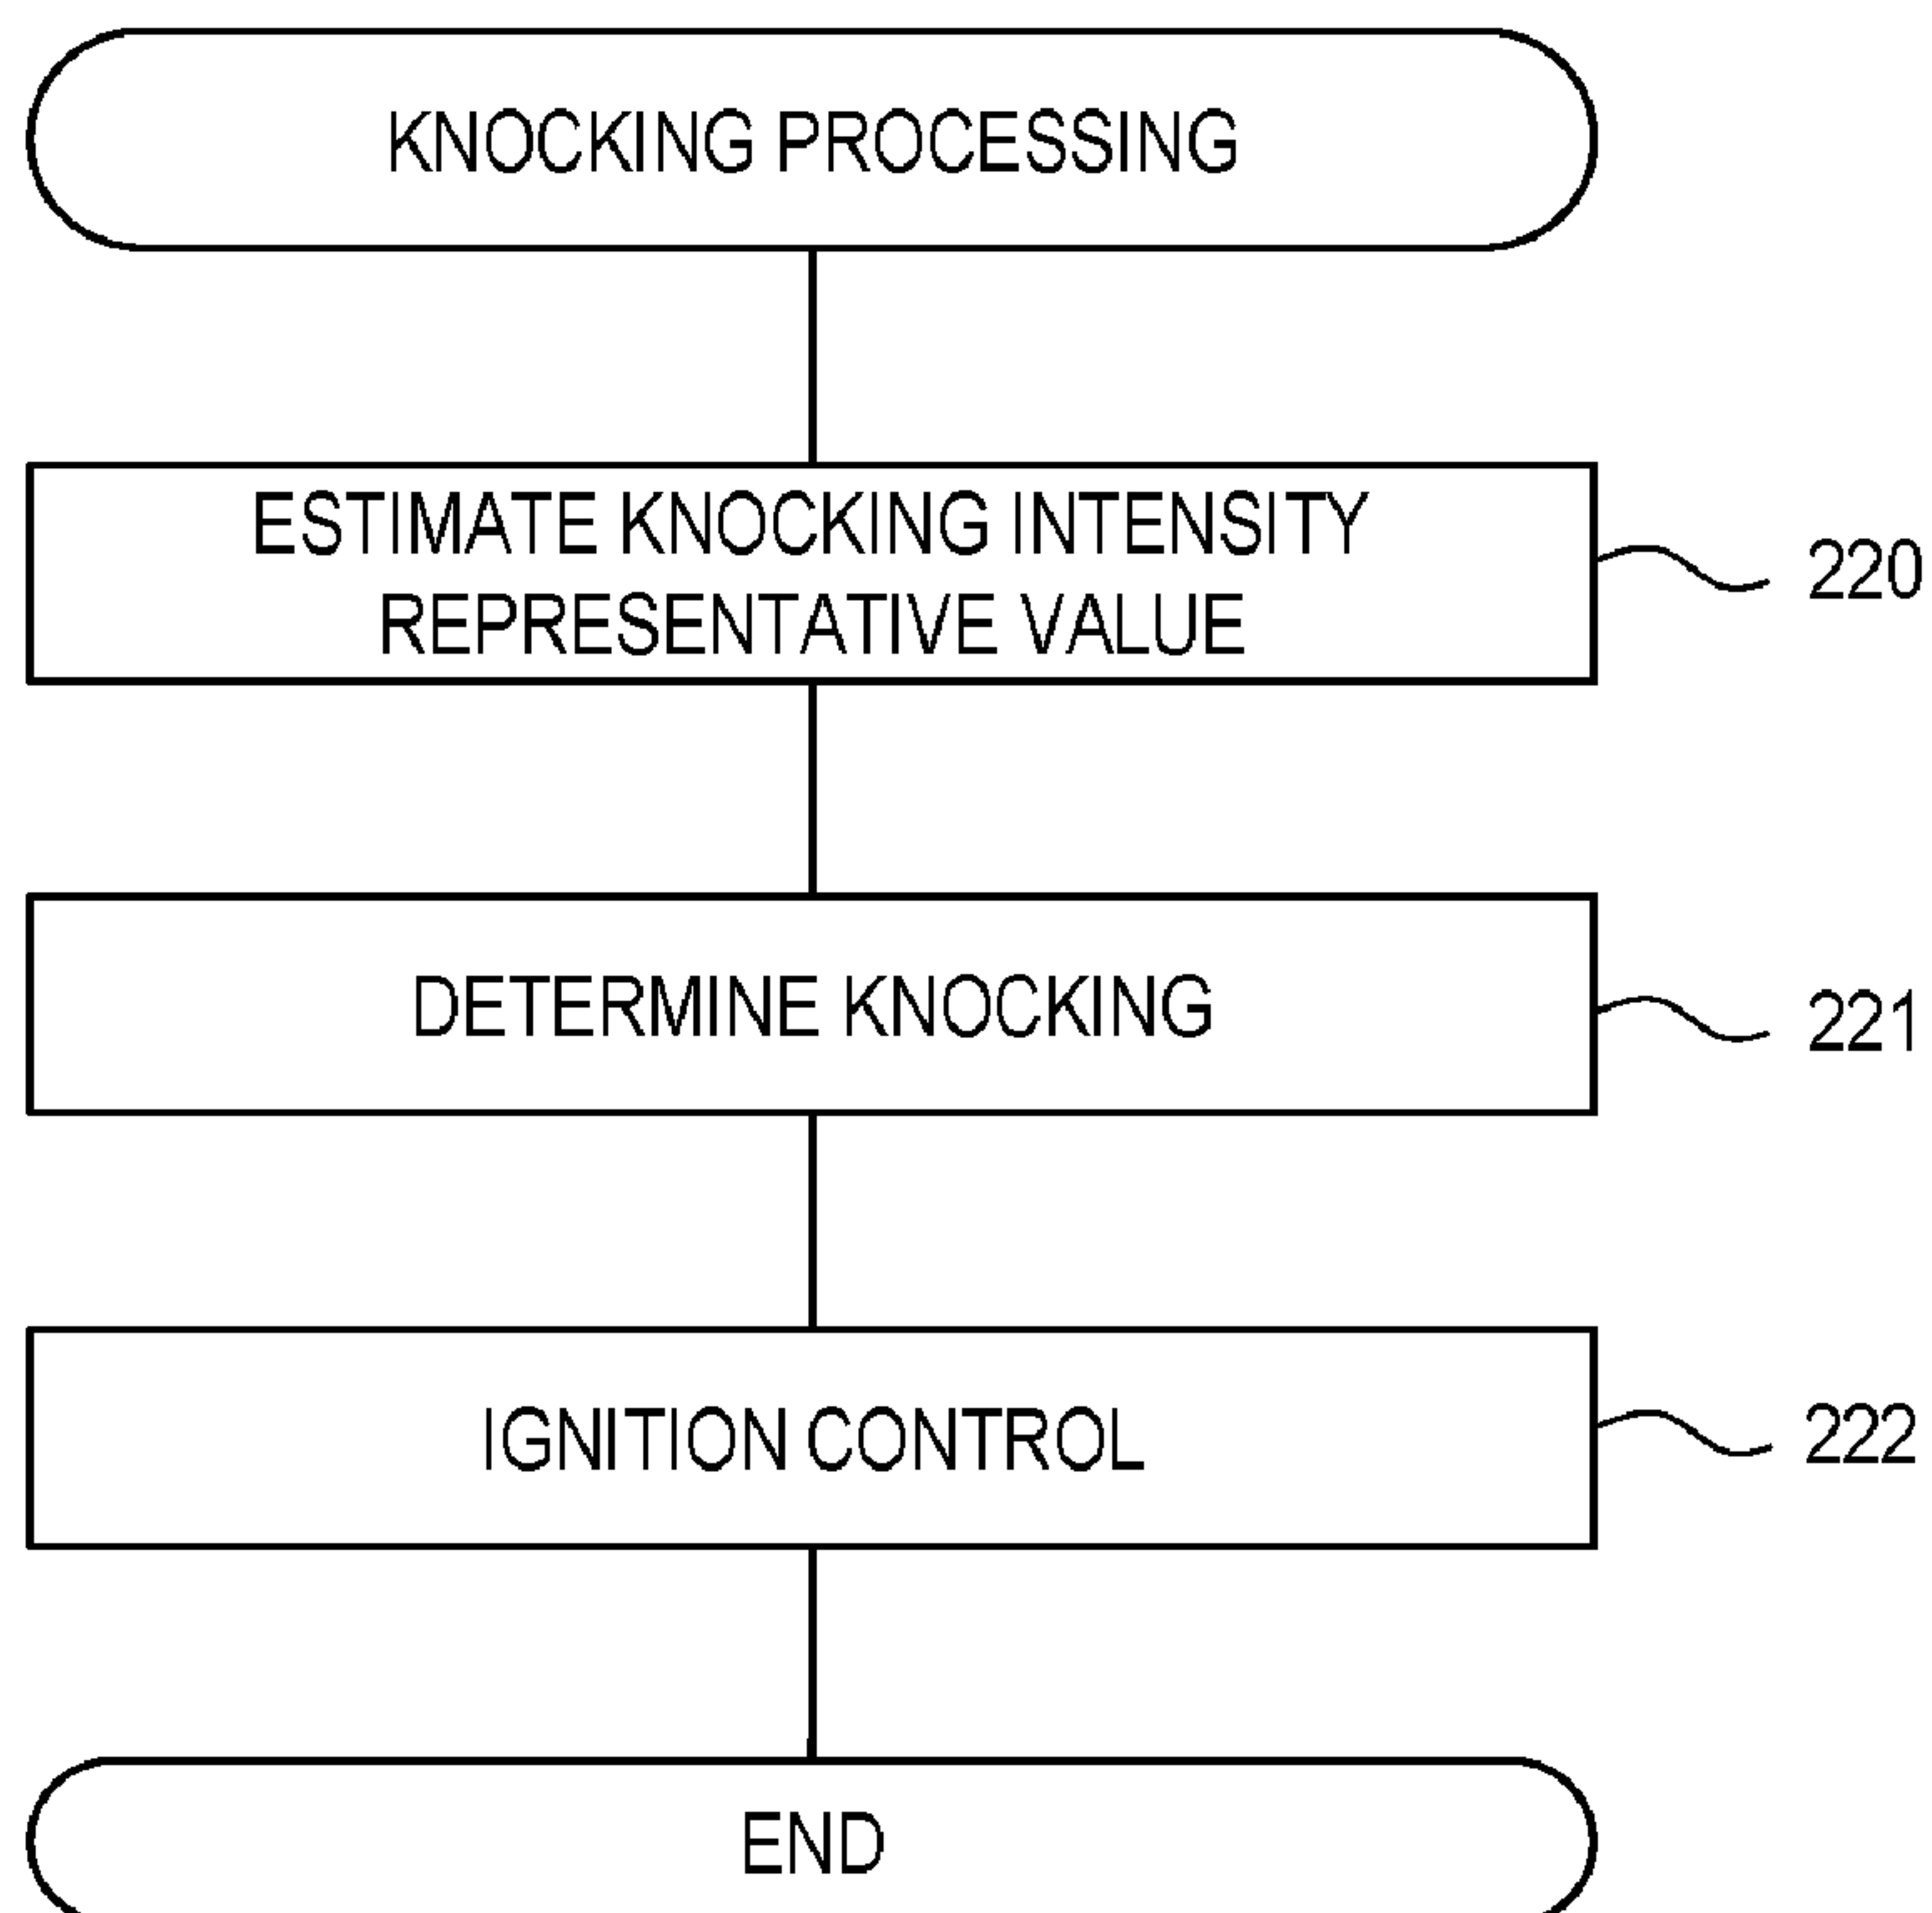 KNOCKING PROCESSING
ESTIMATE KNOCKING INTENSITY
REPRESENTATIVE VALUE
220
DETERMINE KNOCKING
221
IGNITION CONTROL
222
END